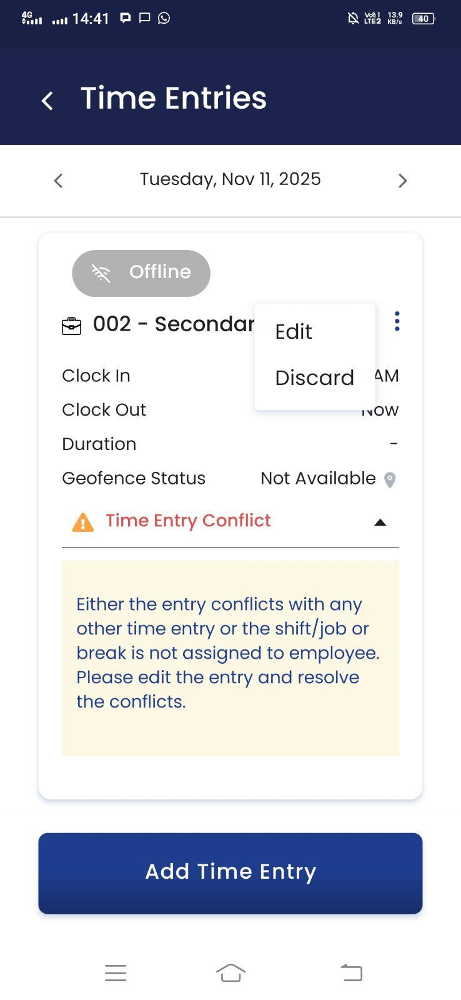 4G 14:41 Vo) 1 LTE2 13.9 KB/s 40
Time Entries
Tuesday, Nov 11, 2025
Offline
002 - Secondar
Edit
Discard
Clock In AM
Clock Out Now
Duration -
Geofence Status Not Available
Time Entry Conflict
Either the entry conflicts with any
other time entry or the shift/job or
break is not assigned to employee.
Please edit the entry and resolve
the conflicts.
Add Time Entry